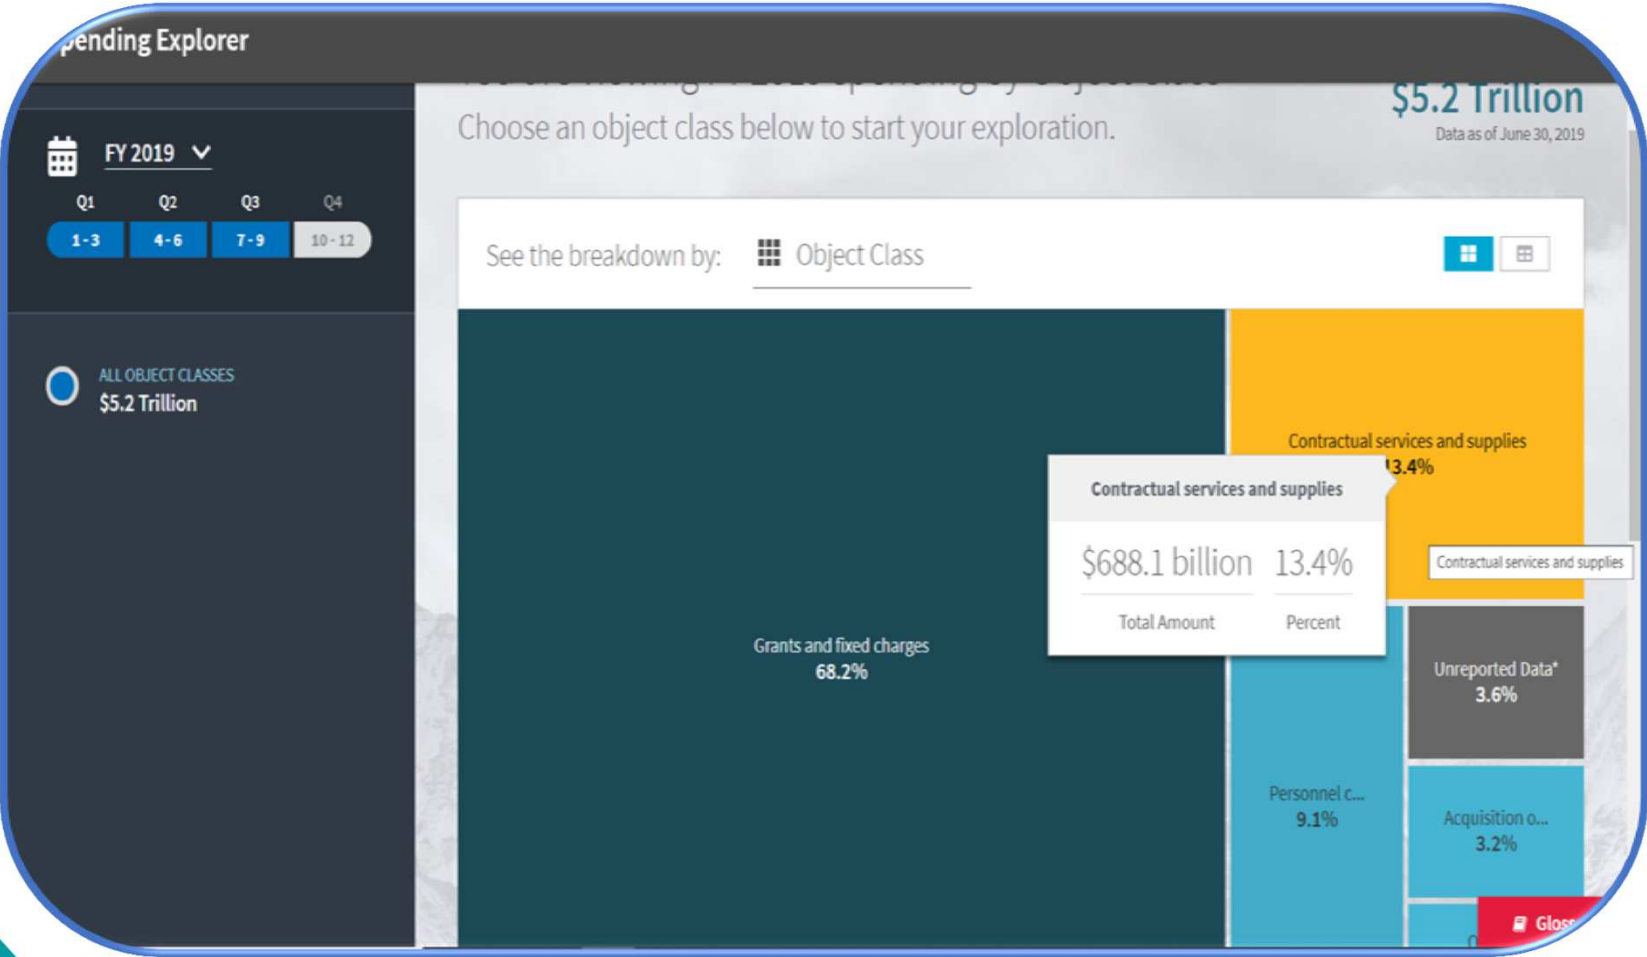 pending Explorer
$5.2 Trillion
Choose an object class below to start your exploration.
Data as of June 30, 2019
FY 2019
Q1 Q2 Q3 Q4
1 - 3 4 - 6 7 - 9 10 - 12
See the breakdown by: Object Class
ALL OBJECT CLASSES
$5.2 Trillion
Contractual services and supplies
13.4%
Contractual services and supplies
$688.1 billion 13.4%
Total Amount Percent
Contractual services and supplies
Grants and fixed charges
68.2%
Unreported Data*
3.6%
Personnel c...
9.1%
Acquisition o...
3.2%
Gloss